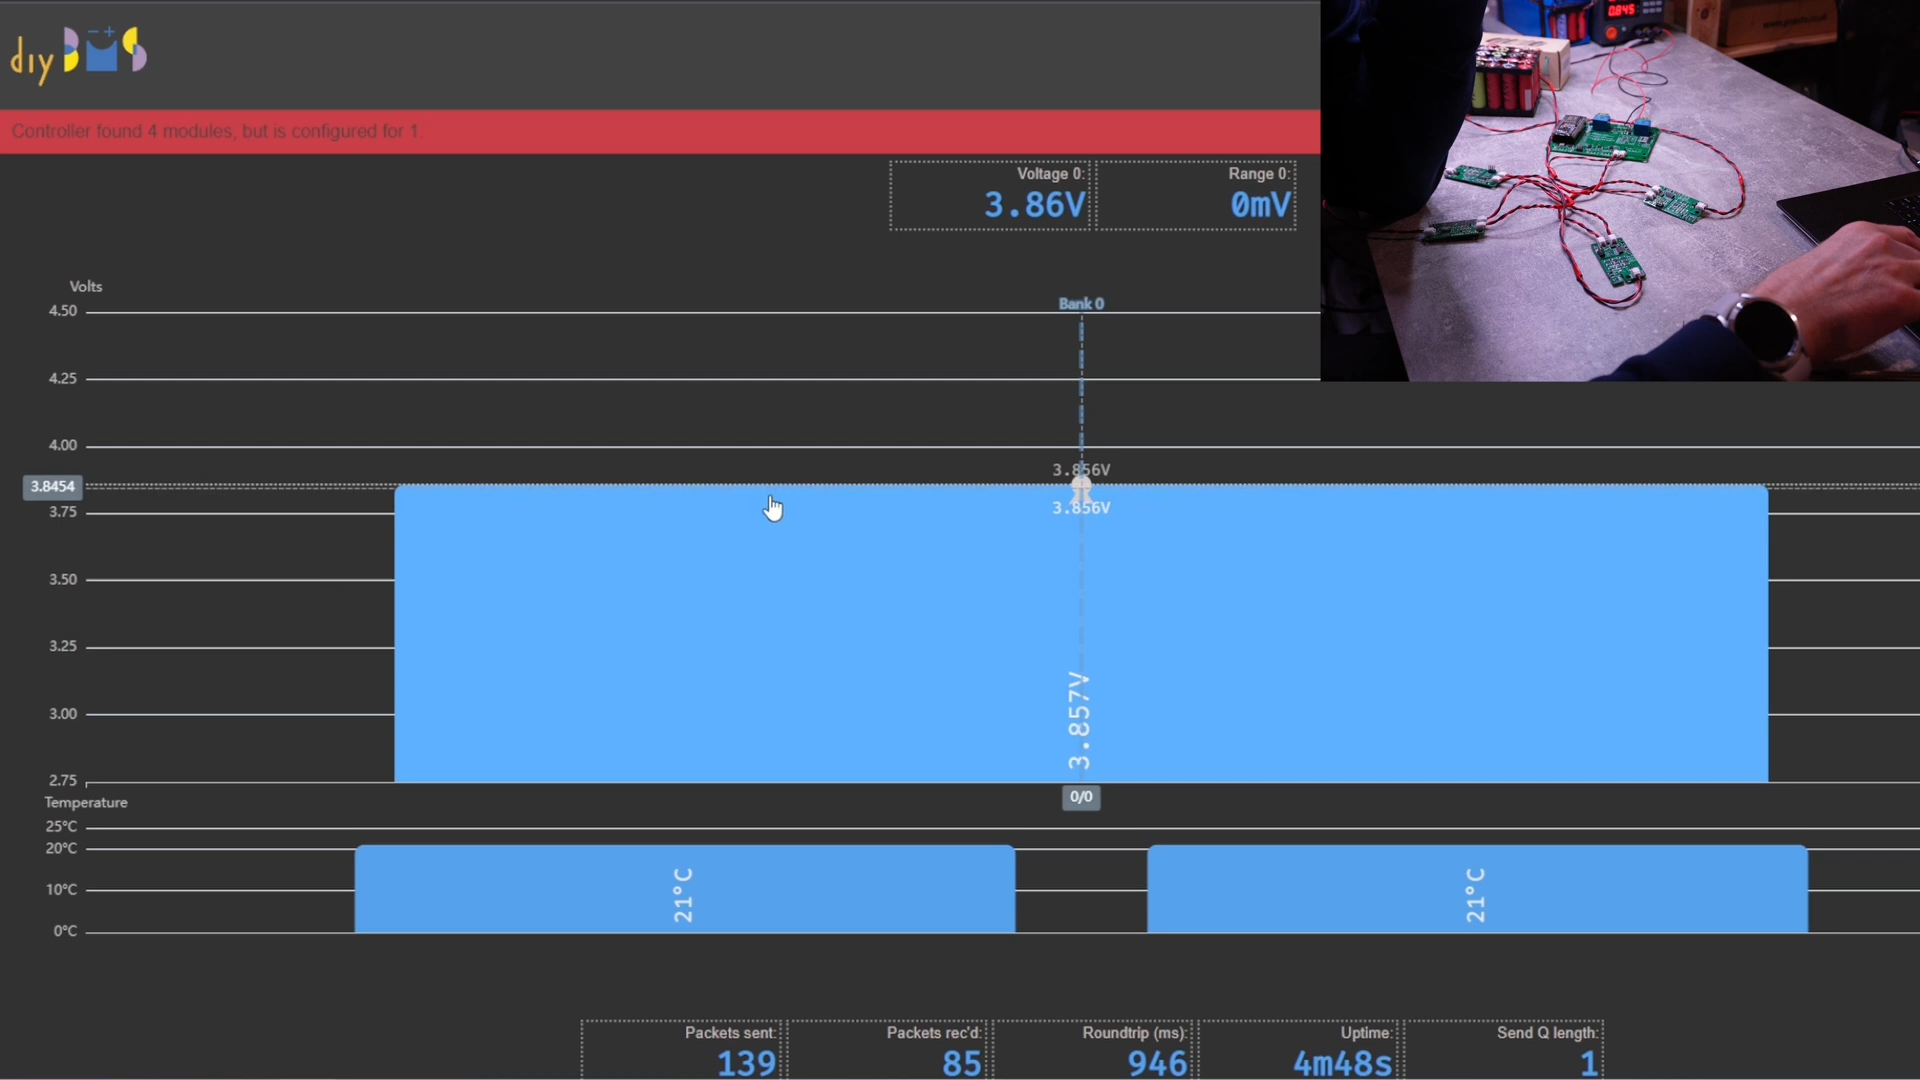 diyBMS
0.845
Controller found 4 modules, but is configured for 1.
Voltage 0:
3.86V
Range 0:
0mV
Volts
4.50
4.25
4.00
3.8454
3.75
3.50
3.25
3.00
2.75
Bank 0
3.856V
3.856V
3.857V
0/0
Temperature
25°C
20°C
10°C
0°C
21°C
21°C
Packets sent:
139
Packets rec'd:
85
Roundtrip (ms):
946
Uptime:
4m48s
Send Q length:
1